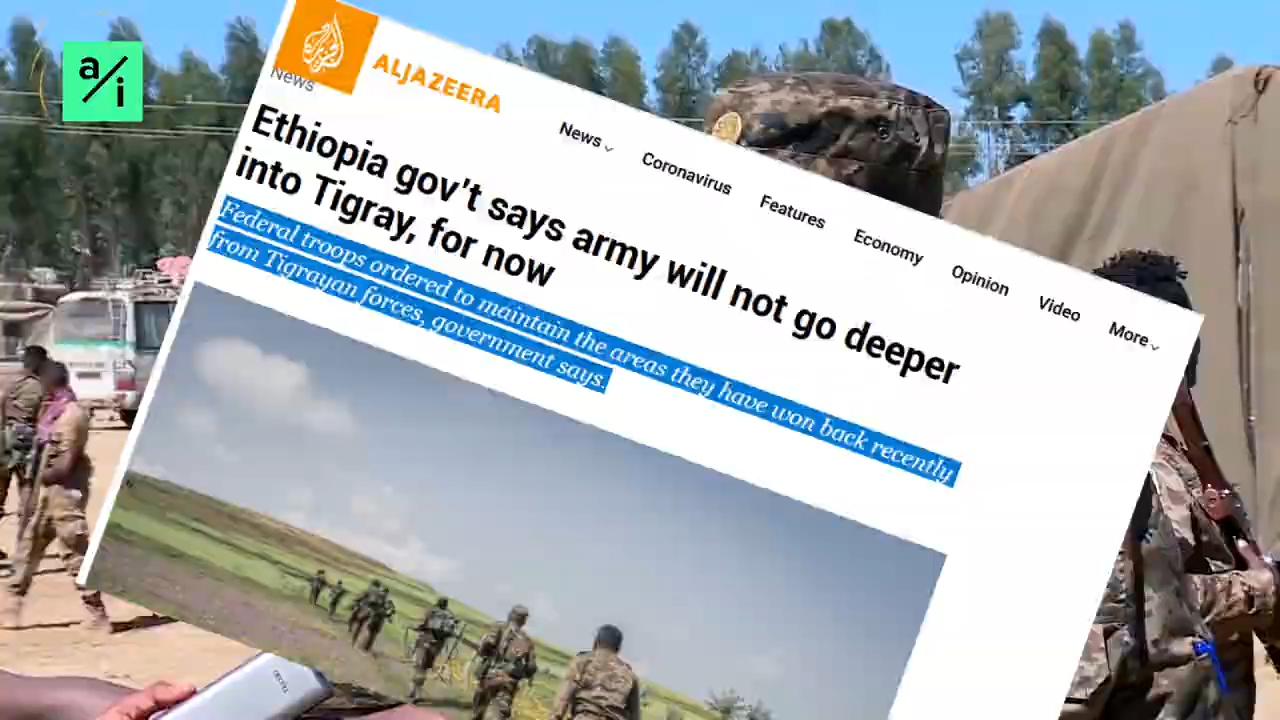 a/i
ALJAZEERA
News
News
Coronavirus
Features
Economy
Opinion
Video
More
Ethiopia gov't says army will not go deeper
into Tigray, for now
Federal troops ordered to maintain the areas they have won back recently
from Tigrayan forces, government says.